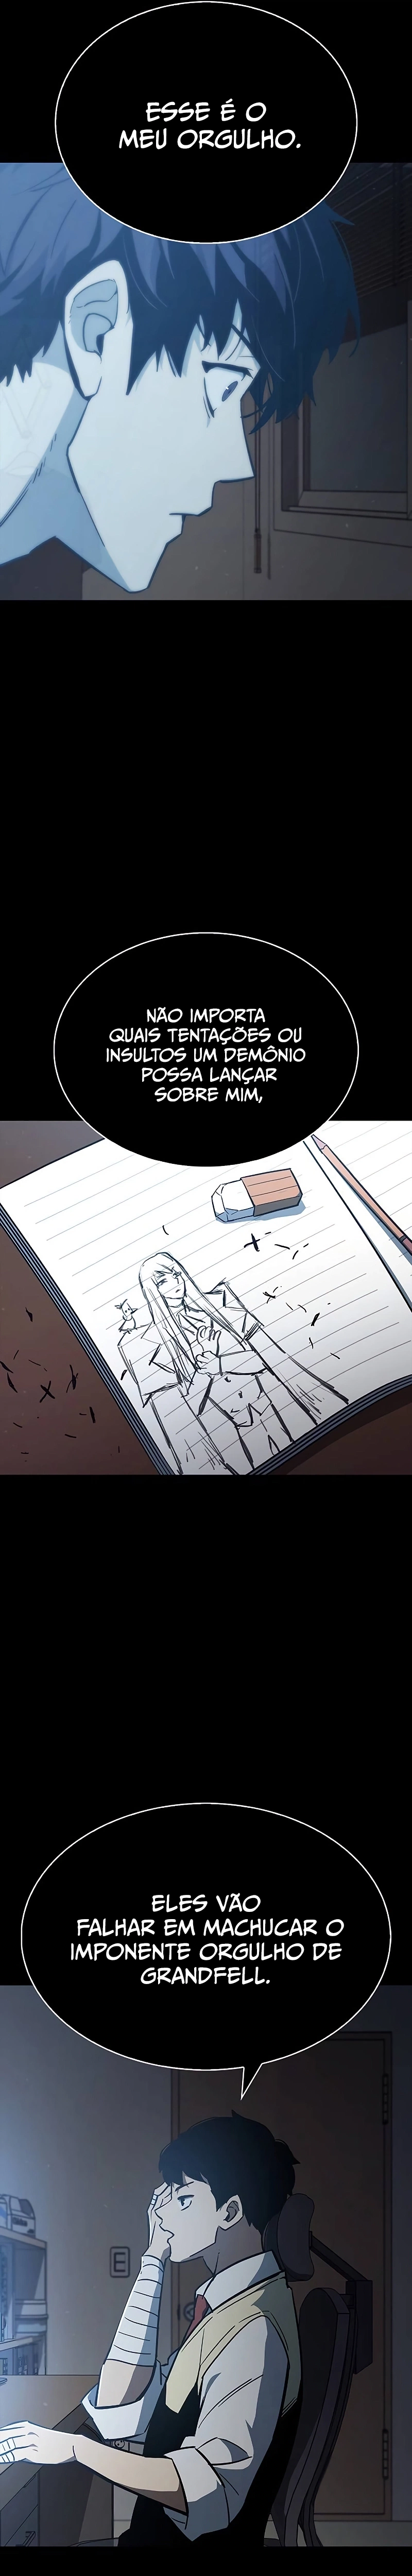 ESSE É O
MEU ORGULHO.
NÃO IMPORTA
QUAIS TENTAÇÕES OU
INSULTOS UM DEMÔNIO
POSSA LANÇAR
SOBRE MIM,
ELES VÃO
FALHAR EM MACHUCAR O
IMPONENTE ORGULHO DE
GRANDFELL.